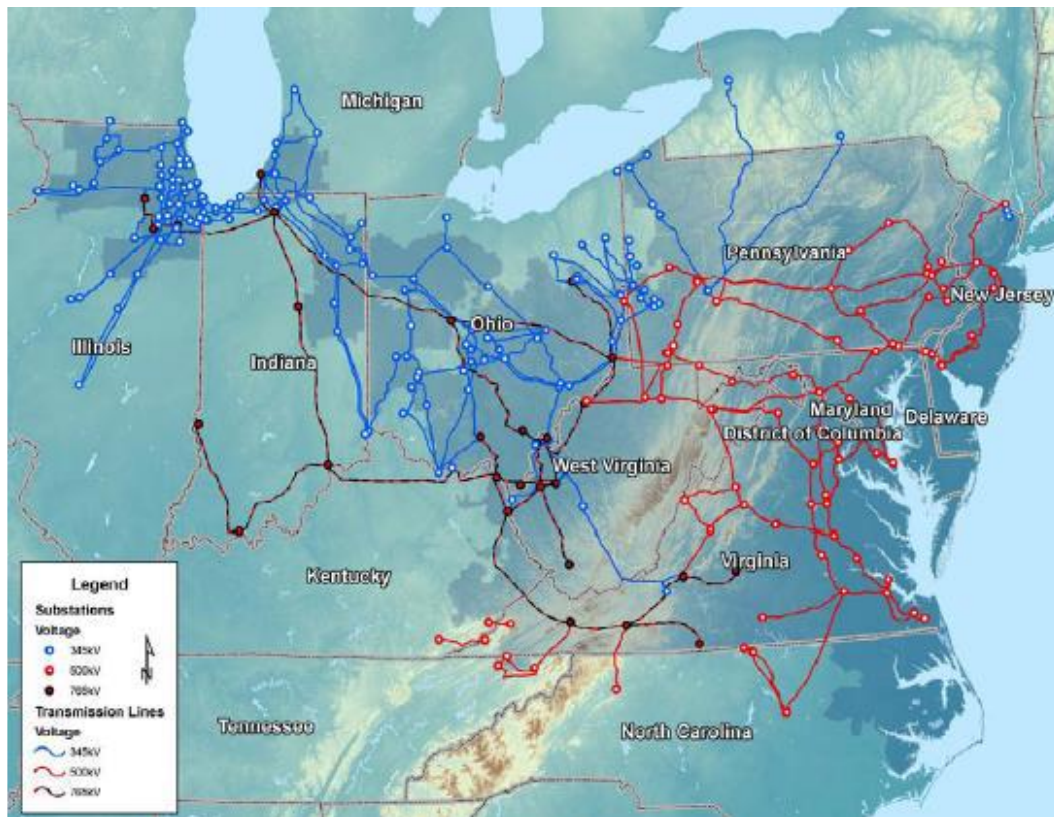 Michigan
Pennsylvania
New Jersey
Ohio
Illinois
Indiana
Maryland
Delaware
District of Columbia
West Virginia
Virginia
Kentucky
Tennessee
North Carolina
Legend
Substations
Voltage
345kV
500kV
765kV
N
Transmission Lines
Voltage
345kV
500kV
765kV